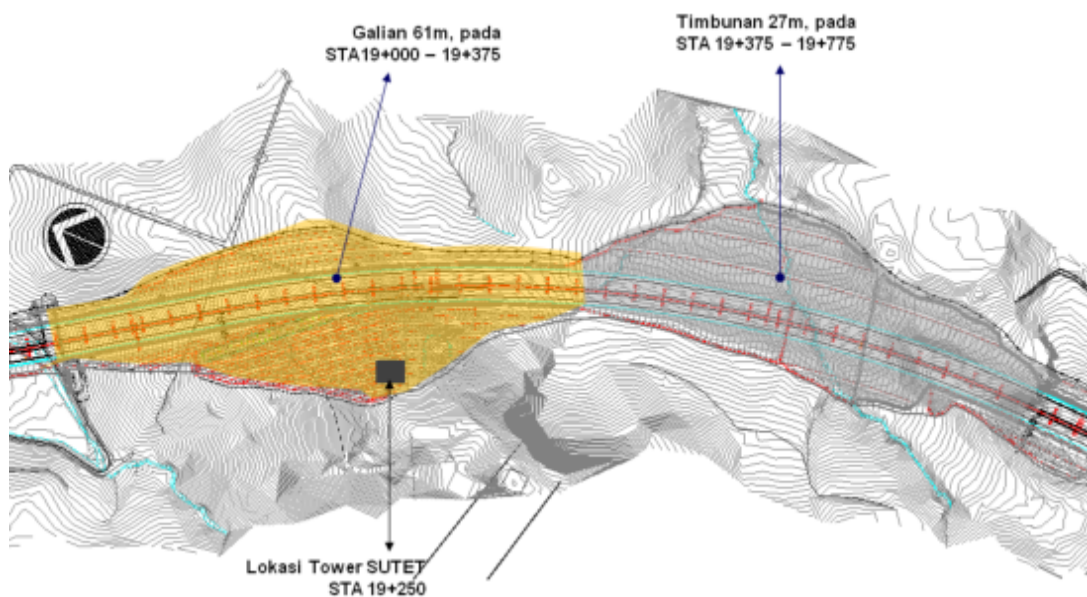 Galian 61m, pada
STA19+000 – 19+375
Timbunan 27m, pada
STA 19+375 – 19+775
Lokasi Tower SUTET
STA 19+250